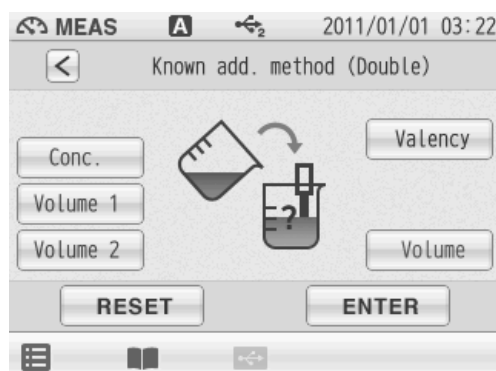 MEAS A 2 2011/01/01 03:22
< Known add. method (Double)
Valency
Conc.
Volume 1
?
Volume 2
Volume
RESET ENTER